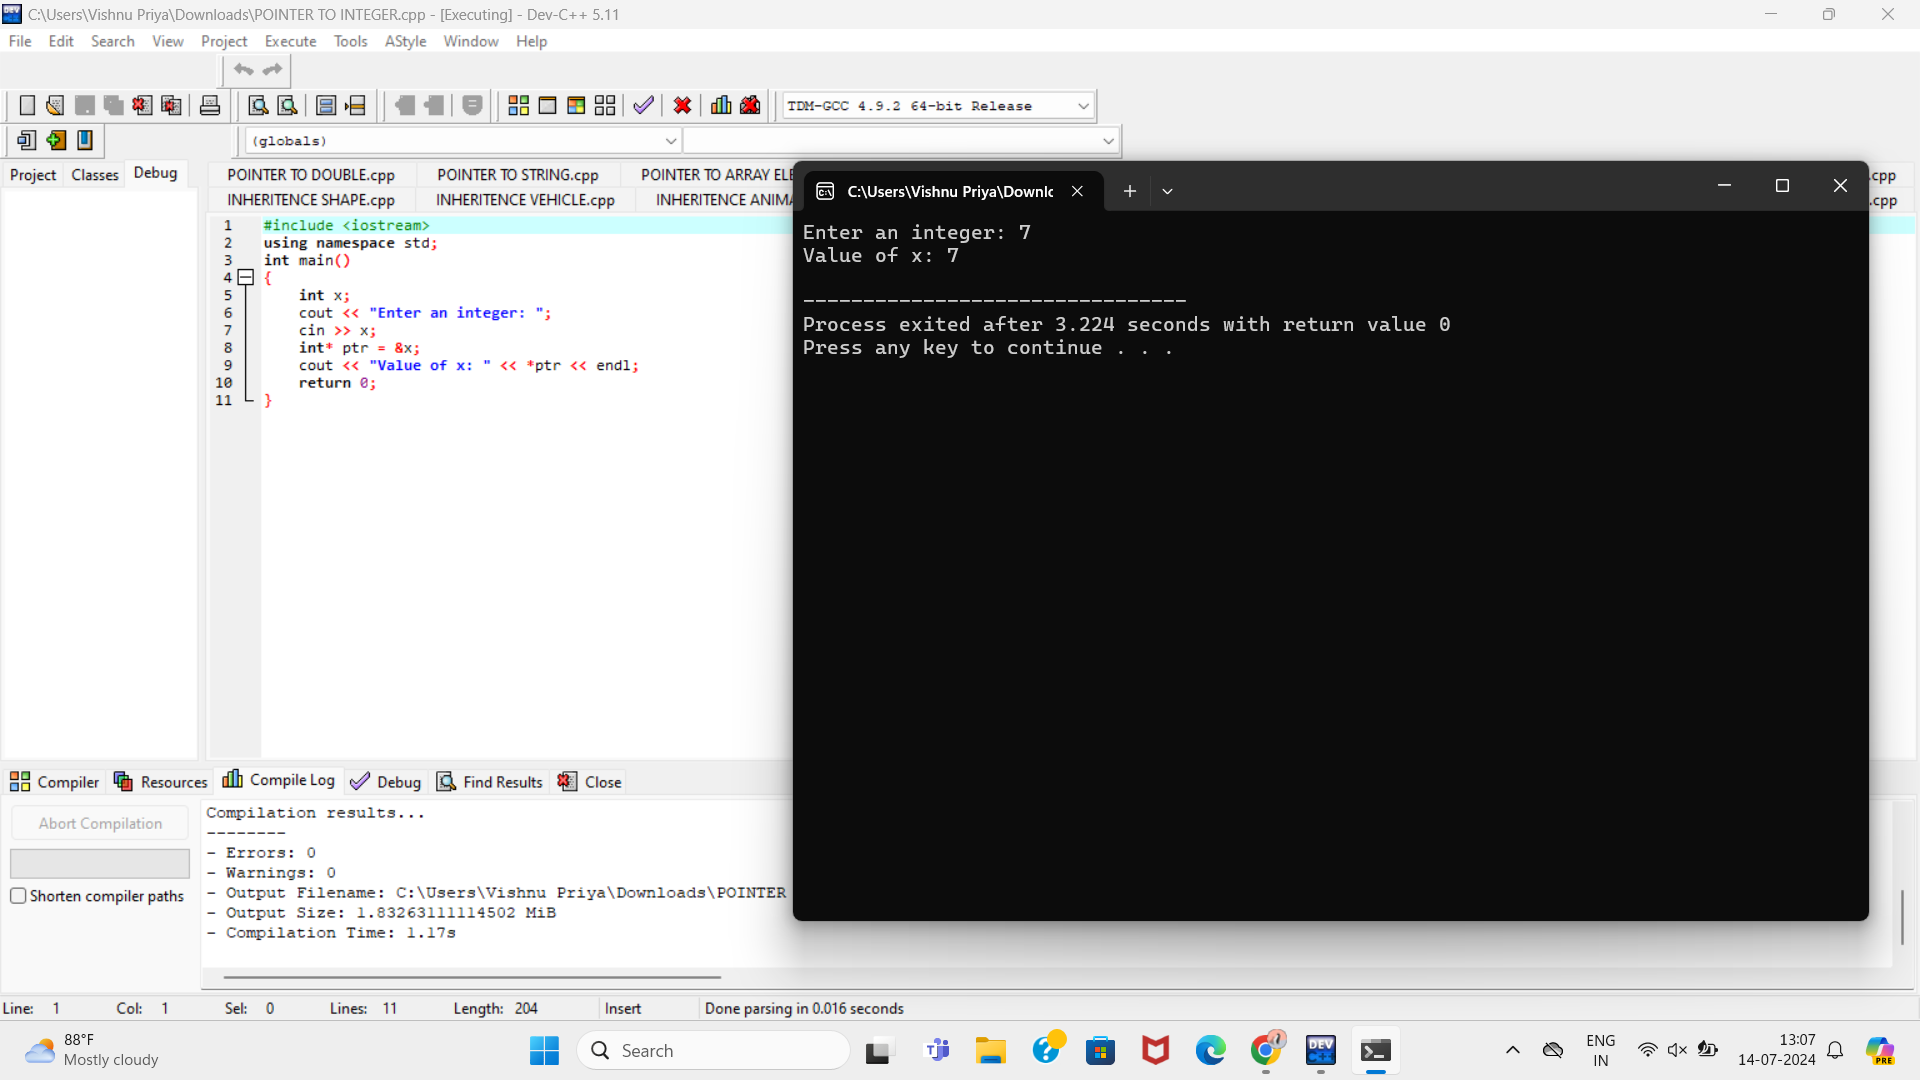 C:\Users\Vishnu Priya\Downloads\POINTER TO INTEGER.cpp - [Executing] - Dev-C++ 5.11
File Edit Search View Project Execute Tools AStyle Window Help
TDM-GCC 4.9.2 64-bit Release
(globals)
Project Classes Debug
POINTER TO DOUBLE.cpp POINTER TO STRING.cpp POINTER TO ARRAY ELE .cpp
INHERITENCE SHAPE.cpp INHERITENCE VEHICLE.cpp INHERITENCE ANIMA .cpp
1 #include <iostream>
2 using namespace std;
3 int main()
4 {
5 int x;
6 cout << "Enter an integer: ";
7 cin >> x;
8 int* ptr = &x;
9 cout << "Value of x: " << *ptr << endl;
10 return 0;
11 }
C:\Users\Vishnu Priya\Downlo
Enter an integer: 7
Value of x: 7
--------------------------------
Process exited after 3.224 seconds with return value 0
Press any key to continue . . .
Compiler Resources Compile Log Debug Find Results Close
Abort Compilation
Shorten compiler paths
Compilation results...
--------
- Errors: 0
- Warnings: 0
- Output Filename: C:\Users\Vishnu Priya\Downloads\POINTER
- Output Size: 1.83263111114502 MiB
- Compilation Time: 1.17s
Line: 1 Col: 1 Sel: 0 Lines: 11 Length: 204 Insert Done parsing in 0.016 seconds
88°F
Mostly cloudy
Search
DEV
PRE
ENG
IN
13:07
14-07-2024